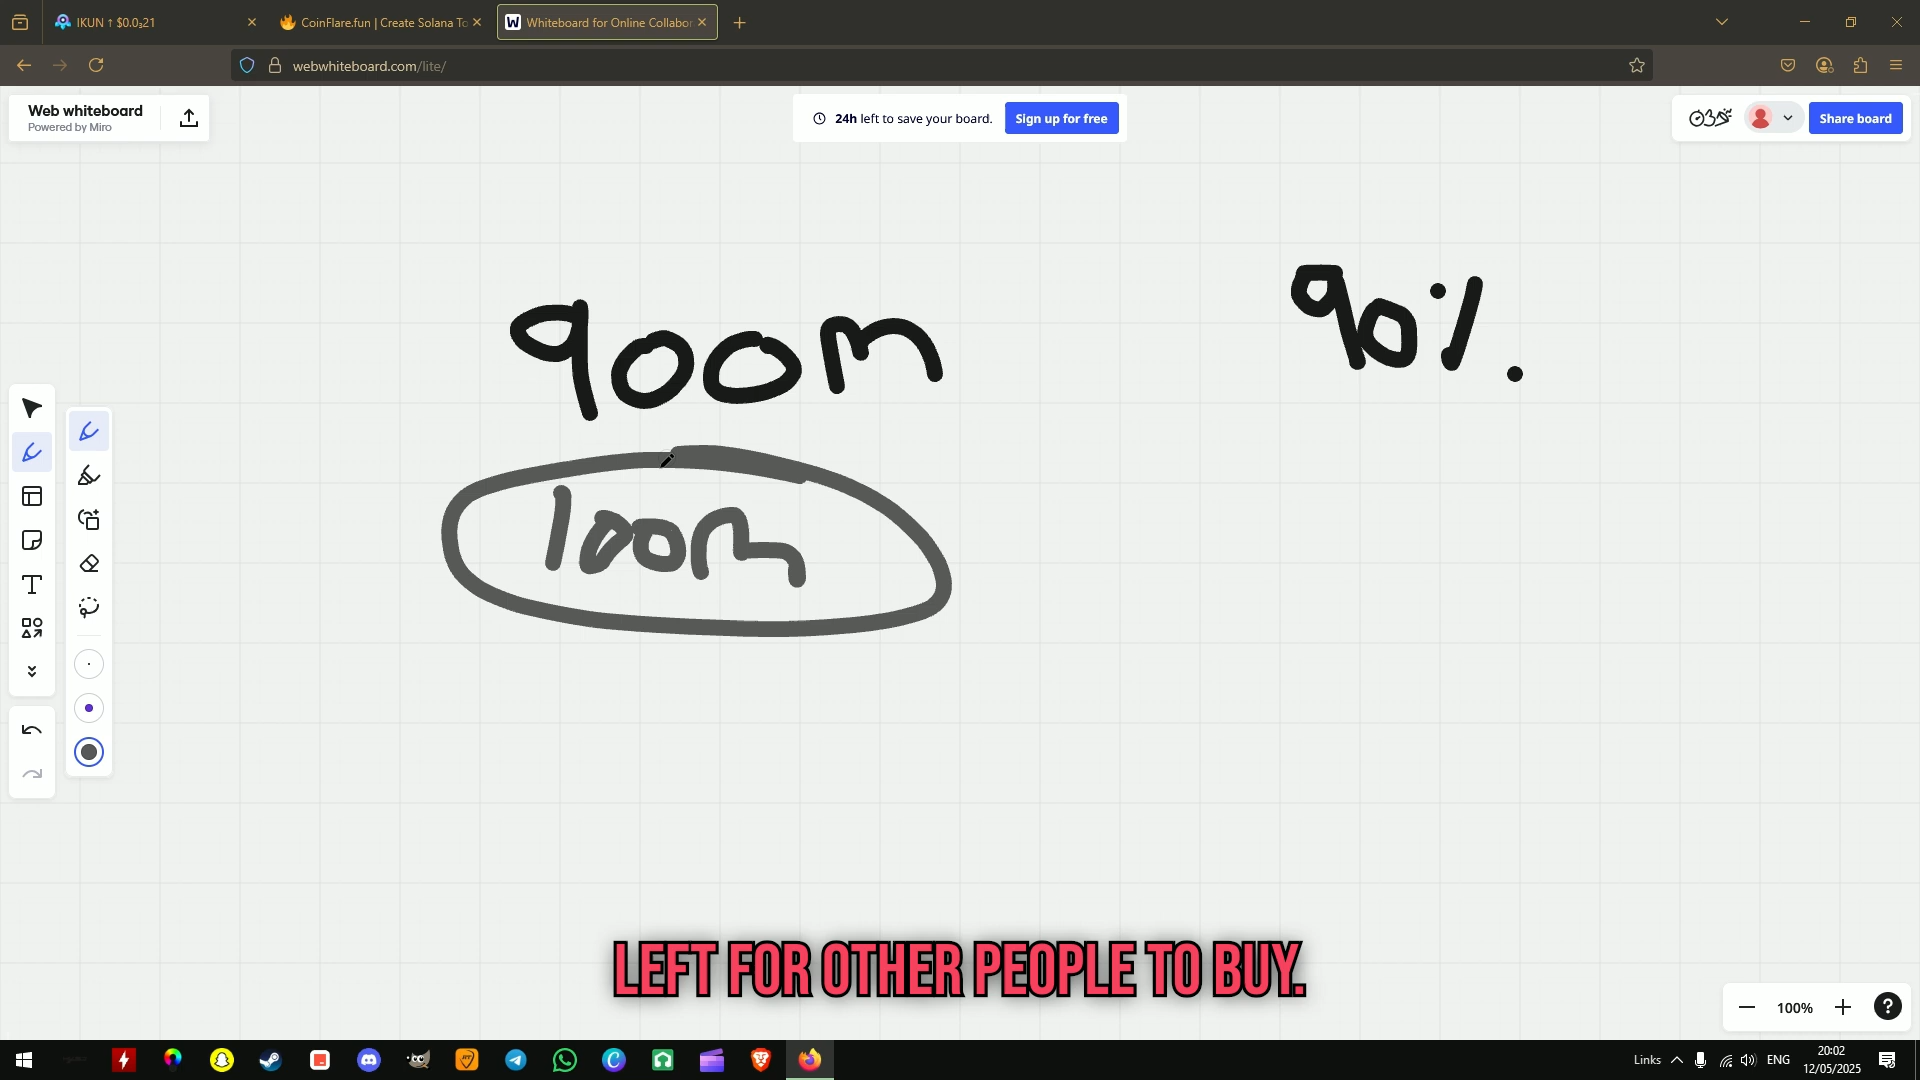 IKUN ↑ $0.0₃21
CoinFlare.fun | Create Solana To
Whiteboard for Online Collabor
webwhiteboard.com/lite/
Web whiteboard
Powered by Miro
24h left to save your board.
Sign up for free
Share board
900m
90%.
100m
LEFT FOR OTHER PEOPLE TO BUY.
100%
Links
ENG
20:02
12/05/2025